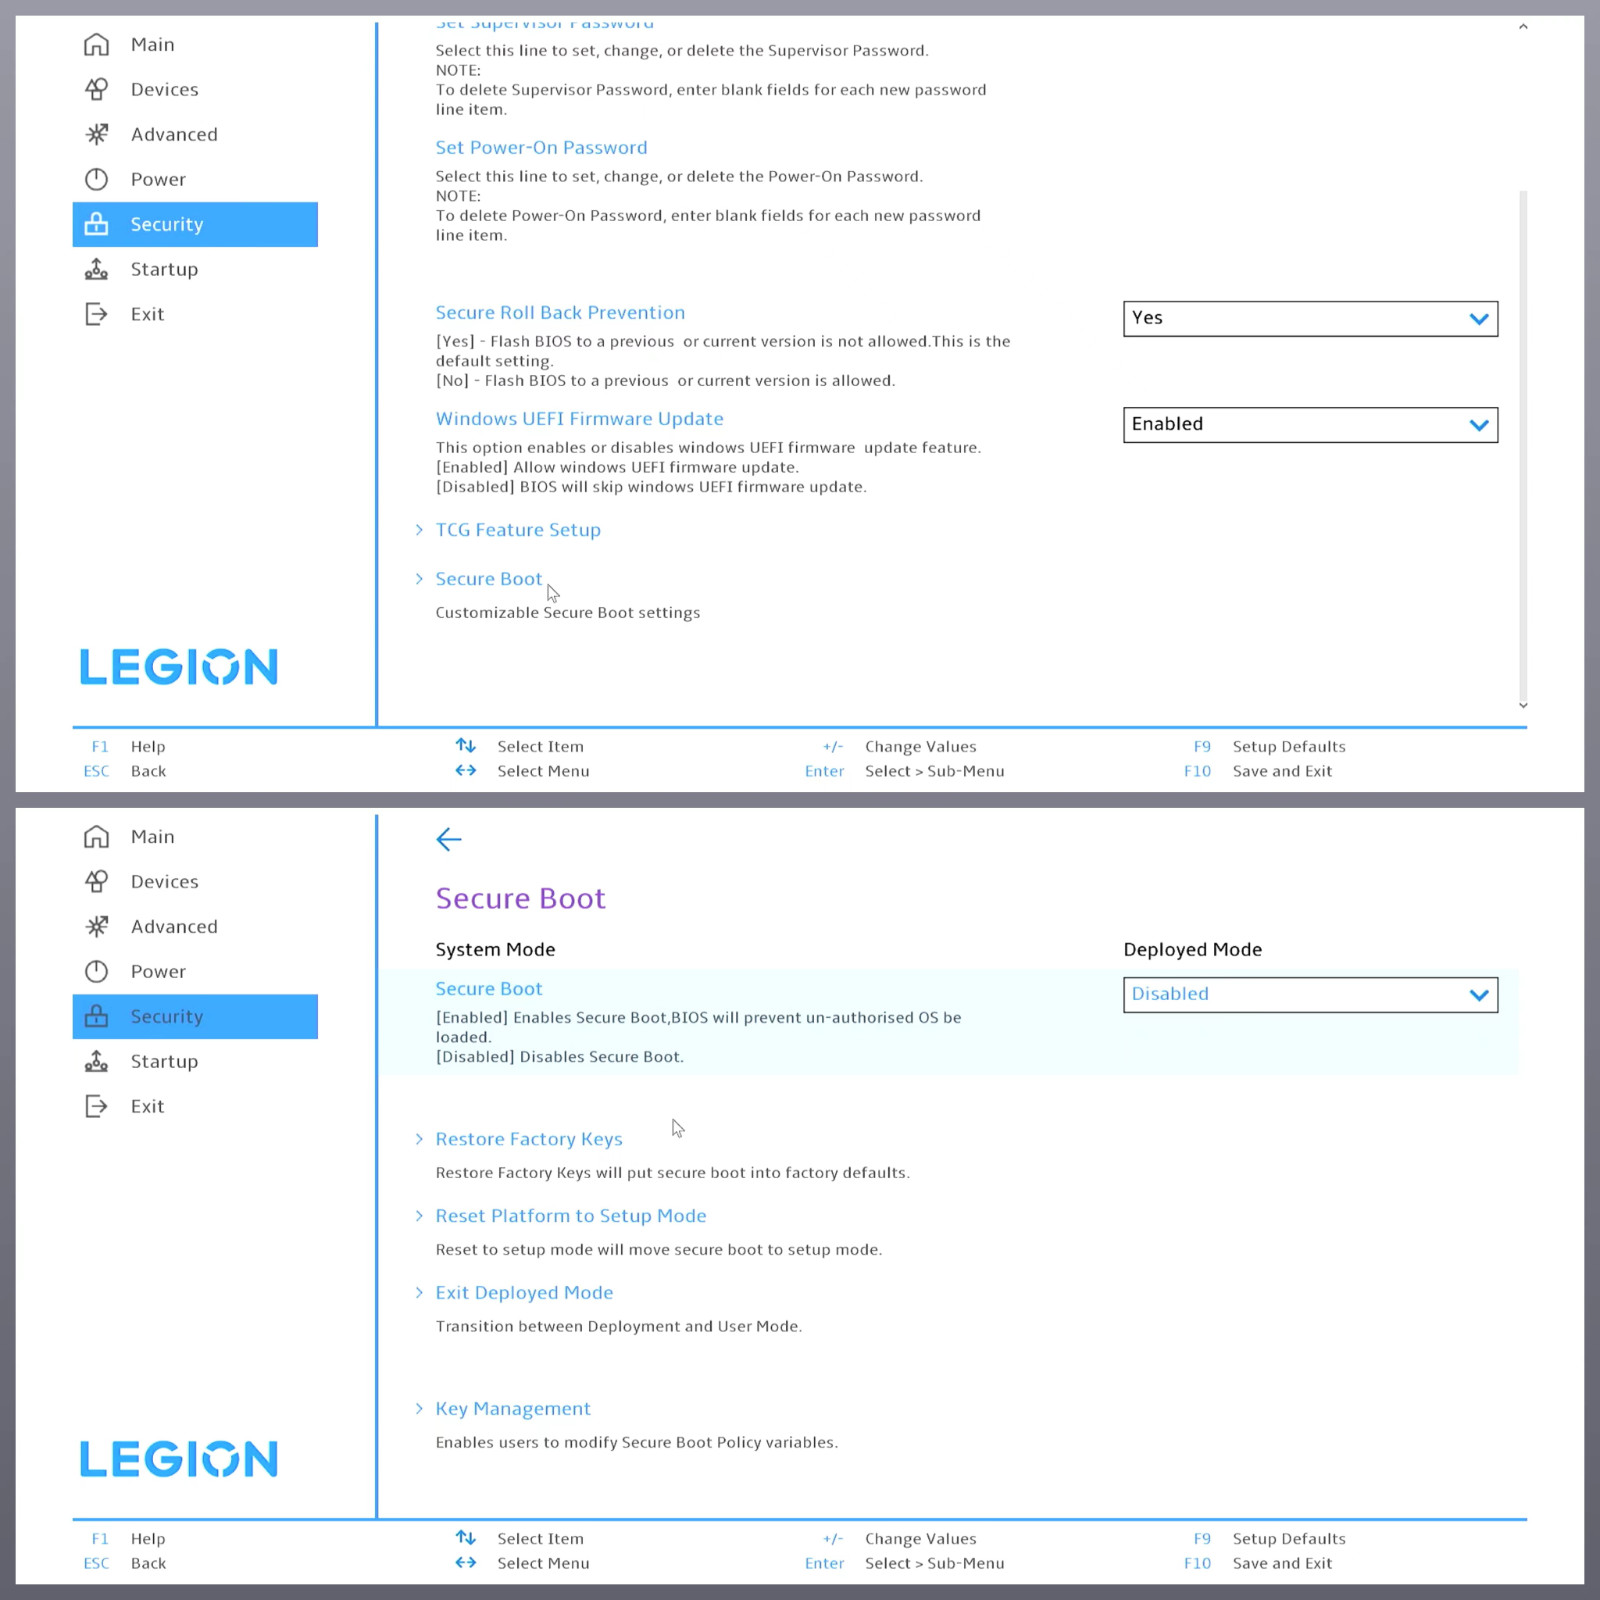 Main
Devices
Advanced
Power
Security
Startup
Exit
LEGION
Set Supervisor Password
Select this line to set, change, or delete the Supervisor Password.
NOTE:
To delete Supervisor Password, enter blank fields for each new password
line item.
Set Power-On Password
Select this line to set, change, or delete the Power-On Password.
NOTE:
To delete Power-On Password, enter blank fields for each new password
line item.
Secure Roll Back Prevention
Yes
[Yes] - Flash BIOS to a previous or current version is not allowed.This is the
default setting.
[No] - Flash BIOS to a previous or current version is allowed.
Windows UEFI Firmware Update
Enabled
This option enables or disables windows UEFI firmware update feature.
[Enabled] Allow windows UEFI firmware update.
[Disabled] BIOS will skip windows UEFI firmware update.
> TCG Feature Setup
> Secure Boot
Customizable Secure Boot settings
F1 Help
ESC Back
↑↓ Select Item
↔ Select Menu
+/- Change Values
Enter Select > Sub-Menu
F9 Setup Defaults
F10 Save and Exit
Main
Devices
Advanced
Power
Security
Startup
Exit
LEGION
Secure Boot
System Mode
Deployed Mode
Secure Boot
Disabled
[Enabled] Enables Secure Boot,BIOS will prevent un-authorised OS be
loaded.
[Disabled] Disables Secure Boot.
> Restore Factory Keys
Restore Factory Keys will put secure boot into factory defaults.
> Reset Platform to Setup Mode
Reset to setup mode will move secure boot to setup mode.
> Exit Deployed Mode
Transition between Deployment and User Mode.
> Key Management
Enables users to modify Secure Boot Policy variables.
F1 Help
ESC Back
↑↓ Select Item
↔ Select Menu
+/- Change Values
Enter Select > Sub-Menu
F9 Setup Defaults
F10 Save and Exit